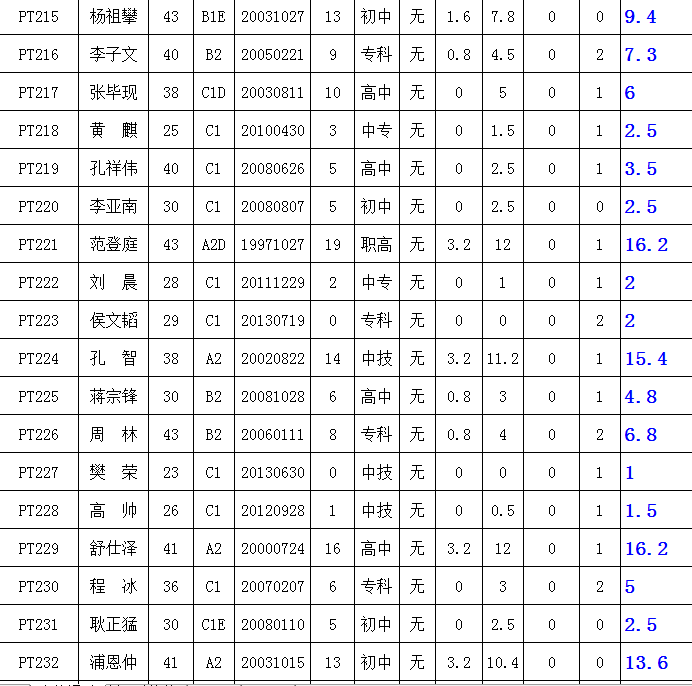 PT215 杨祖攀 43 B1E 20031027 13 初中 无 1.6 7.8 0 0 9.4
PT216 李子文 40 B2 20050221 9 专科 无 0.8 4.5 0 2 7.3
PT217 张毕现 38 C1D 20030811 10 高中 无 0 5 0 1 6
PT218 黄 麒 25 C1 20100430 3 中专 无 0 1.5 0 1 2.5
PT219 孔祥伟 40 C1 20080626 5 高中 无 0 2.5 0 1 3.5
PT220 李亚南 30 C1 20080807 5 初中 无 0 2.5 0 0 2.5
PT221 范登庭 43 A2D 19971027 19 职高 无 3.2 12 0 1 16.2
PT222 刘 晨 28 C1 20111229 2 中专 无 0 1 0 1 2
PT223 侯文韬 29 C1 20130719 0 专科 无 0 0 0 2 2
PT224 孔 智 38 A2 20020822 14 中技 无 3.2 11.2 0 1 15.4
PT225 蒋宗锋 30 B2 20081028 6 高中 无 0.8 3 0 1 4.8
PT226 周 林 43 B2 20060111 8 专科 无 0.8 4 0 2 6.8
PT227 樊 荣 23 C1 20130630 0 中技 无 0 0 0 1 1
PT228 高 帅 26 C1 20120928 1 中技 无 0 0.5 0 1 1.5
PT229 舒仕泽 41 A2 20000724 16 高中 无 3.2 12 0 1 16.2
PT230 程 冰 36 C1 20070207 6 专科 无 0 3 0 2 5
PT231 耿正猛 30 C1E 20080110 5 初中 无 0 2.5 0 0 2.5
PT232 浦恩仲 41 A2 20031015 13 初中 无 3.2 10.4 0 0 13.6